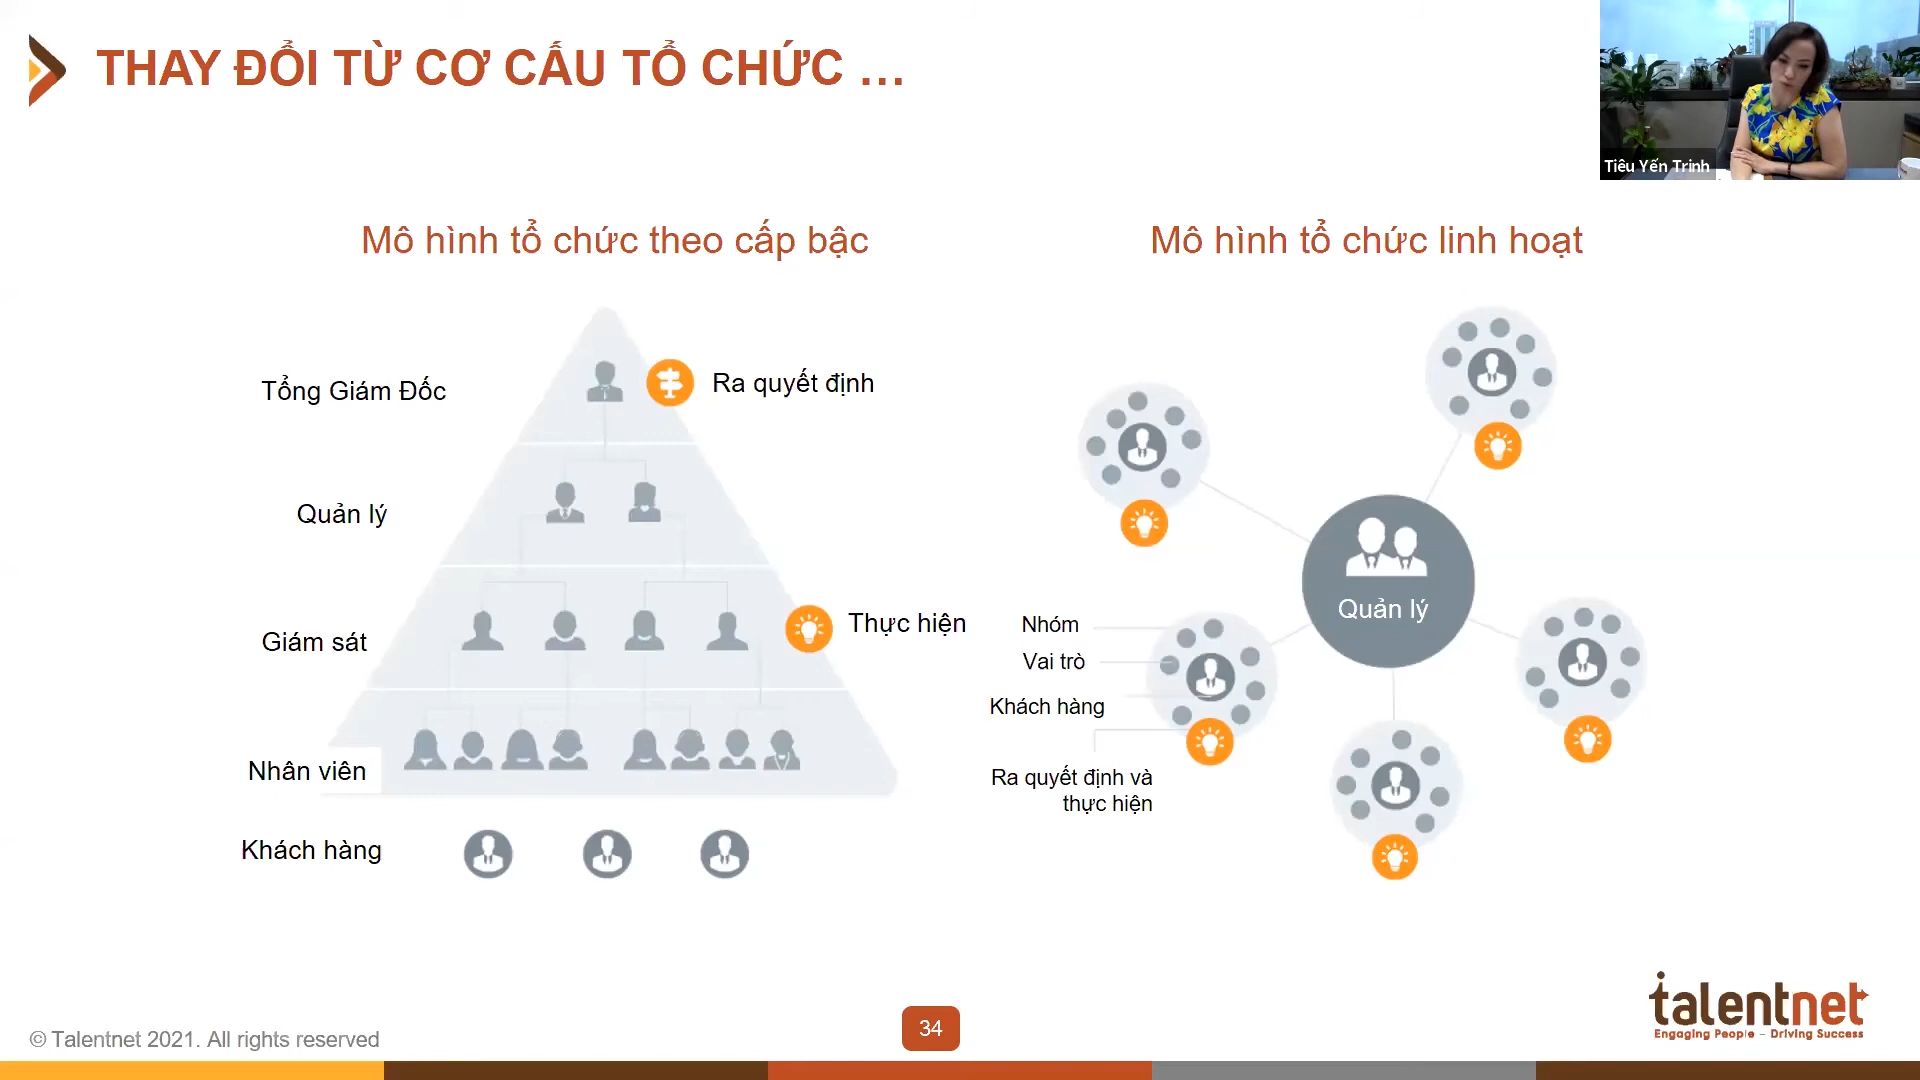 THAY ĐỔI TỪ CƠ CẤU TỔ CHỨC ...
Tiêu Yến Trinh
Mô hình tổ chức theo cấp bậc
Tổng Giám Đốc
Ra quyết định
Quản lý
Giám sát
Thực hiện
Nhân viên
Khách hàng
Mô hình tổ chức linh hoạt
Quản lý
Nhóm
Vai trò
Khách hàng
Ra quyết định và
thực hiện
talentnet
Engaging People – Driving Success
© Talentnet 2021. All rights reserved
34